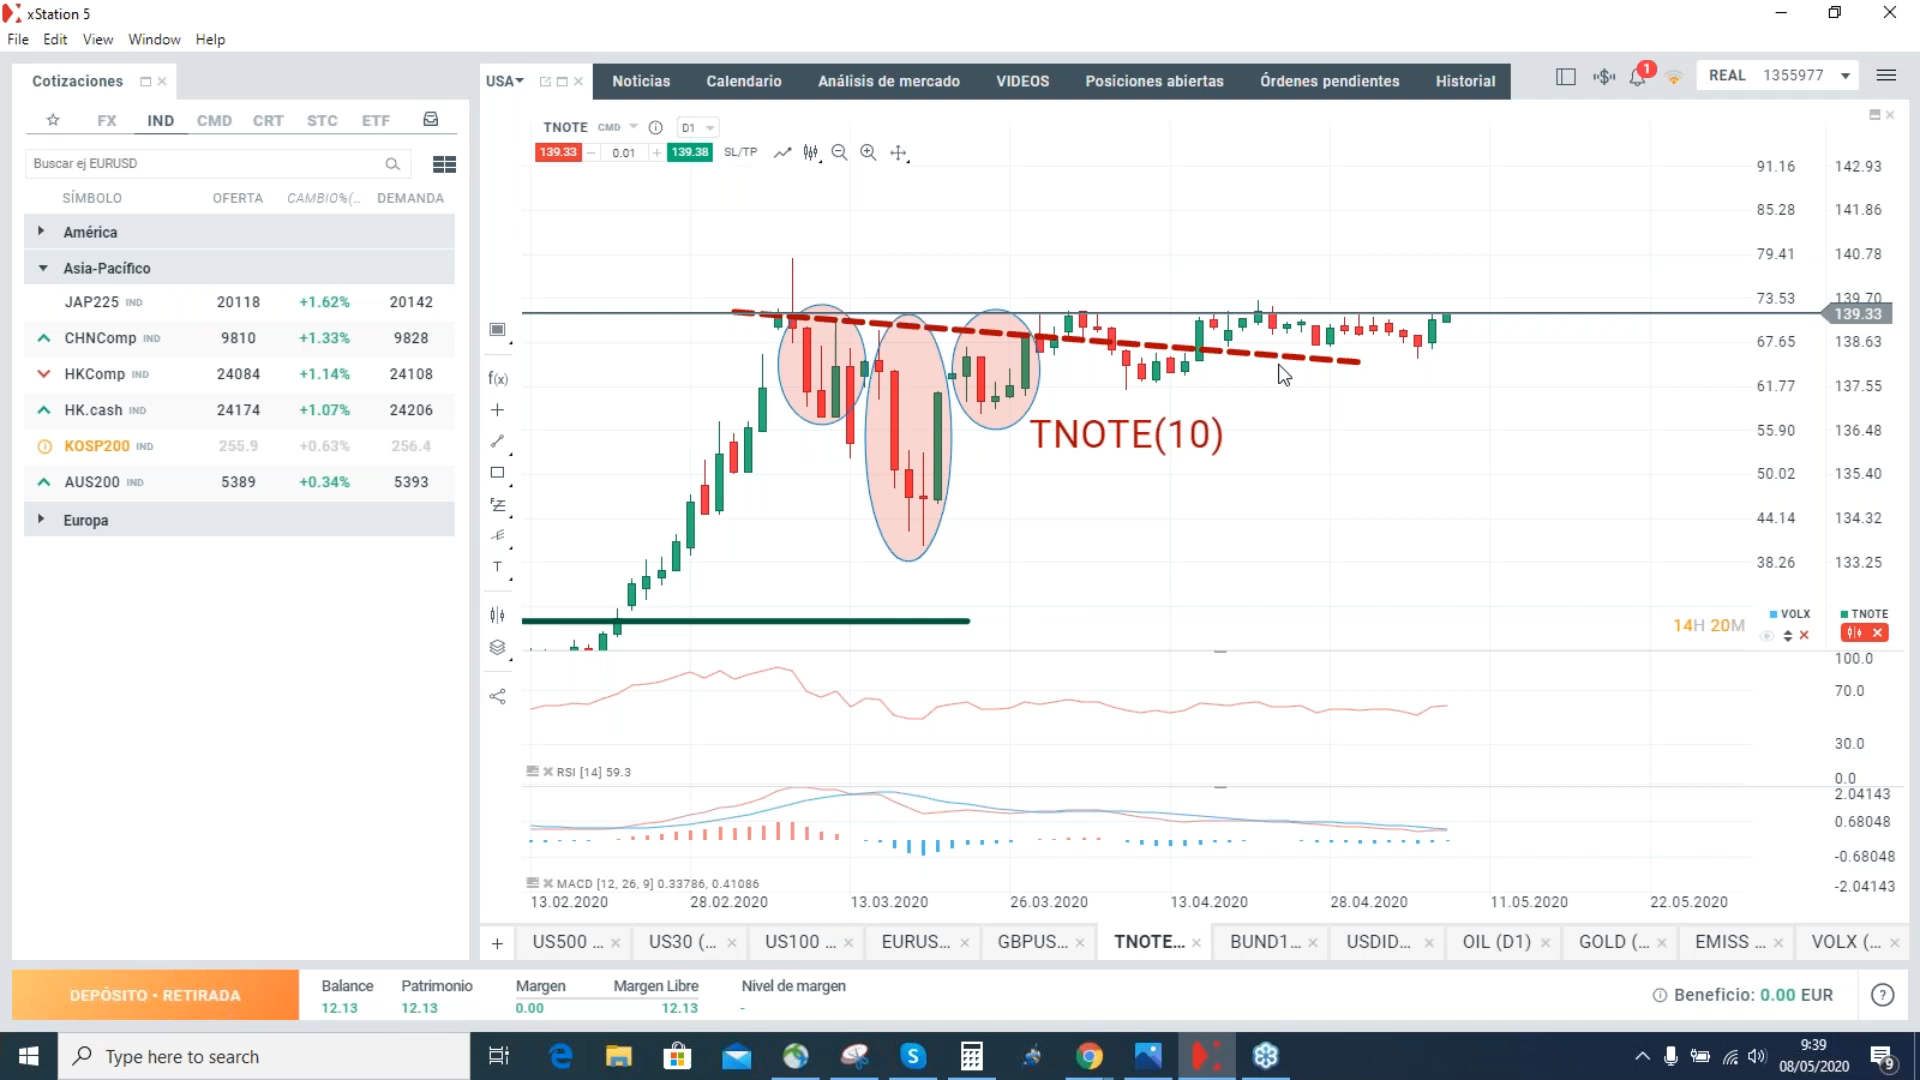 xStation 5
File Edit View Window Help
Cotizaciones
USA
Noticias Calendario Análisis de mercado VIDEOS Posiciones abiertas Órdenes pendientes Historial
1
REAL 1355977
FX IND CMD CRT STC ETF
Buscar ej EURUSD
SÍMBOLO OFERTA CAMBIO%(... DEMANDA
América
Asia-Pacífico
JAP225 IND 20118 +1.62% 20142
CHNComp IND 9810 +1.33% 9828
HKComp IND 24084 +1.14% 24108
HK.cash IND 24174 +1.07% 24206
KOSP200 IND 255.9 +0.63% 256.4
AUS200 IND 5389 +0.34% 5393
Europa
TNOTE CMD D1
139.33 0.01 139.38 SL/TP
91.16 142.93
85.28 141.86
79.41 140.78
73.53 139.70
139.33
67.65 138.63
61.77 137.55
55.90 136.48
50.02 135.40
44.14 134.32
38.26 133.25
TNOTE(10)
f(x)
T
14H 20M
VOLX TNOTE
100.0
70.0
30.0
0.0
RSI [14] 59.3
2.04143
0.68048
-0.68048
-2.04143
MACD [12, 26, 9] 0.33786, 0.41086
13.02.2020 28.02.2020 13.03.2020 26.03.2020 13.04.2020 28.04.2020 11.05.2020 22.05.2020
US500 ... US30 (... US100 ... EURUS... GBPUS... TNOTE... BUND1... USDID... OIL (D1) GOLD (... EMISS ... VOLX (...
DEPÓSITO • RETIRADA
Balance Patrimonio Margen Margen Libre Nivel de margen
12.13 12.13 0.00 12.13 -
Beneficio: 0.00 EUR
Type here to search
9:39
08/05/2020
9